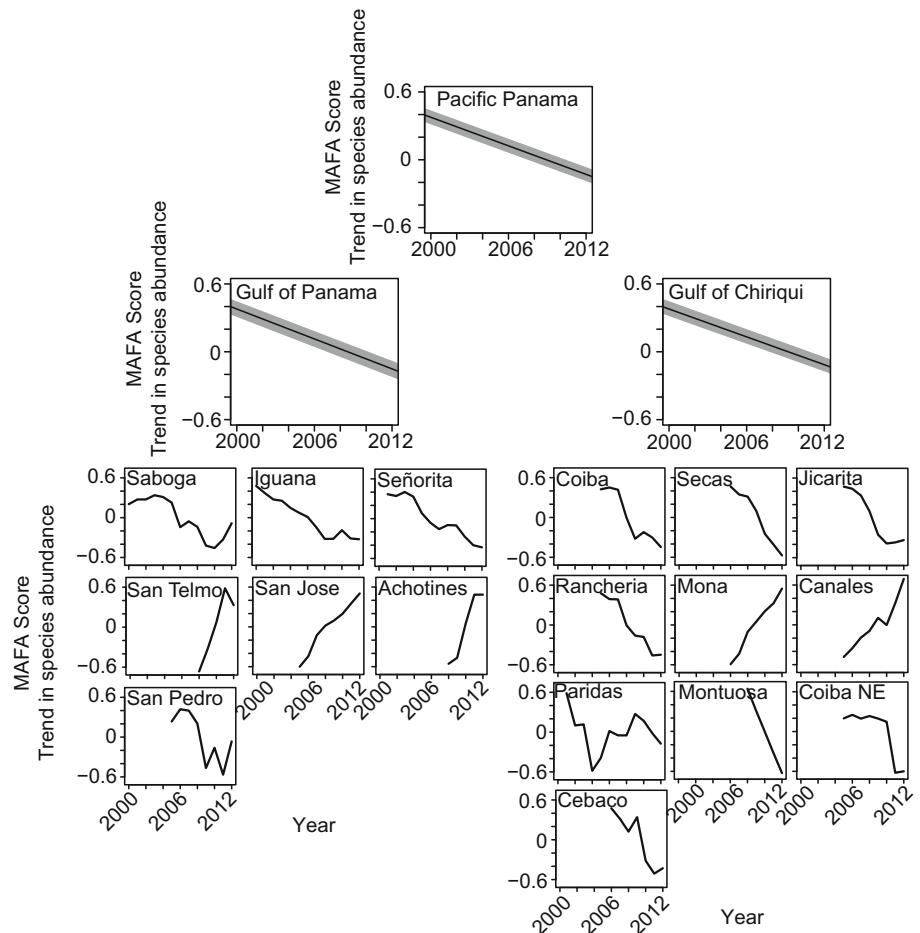 MAFA Score
Trend in species abundance
0.6
0
−0.6
Pacific Panama
2000
2006
2012
MAFA Score
Trend in species abundance
0.6
0
−0.6
Gulf of Panama
2000
2006
2012
0.6
0
−0.6
Gulf of Chiriqui
2000
2006
2012
MAFA Score
Trend in species abundance
0.6
0
−0.6
Saboga
Iguana
Señorita
0.6
0
−0.6
San Telmo
San Jose
Achotines
2000
2006
2012
2000
2006
2012
0.6
0
−0.6
San Pedro
2000
2006
2012
Year
0.6
0
−0.6
Coiba
Secas
Jicarita
0.6
0
−0.6
Rancheria
Mona
Canales
0.6
0
−0.6
Paridas
Montuosa
Coiba NE
2000
2006
2012
2000
2006
2012
0.6
0
−0.6
Cebaco
2000
2006
2012
Year